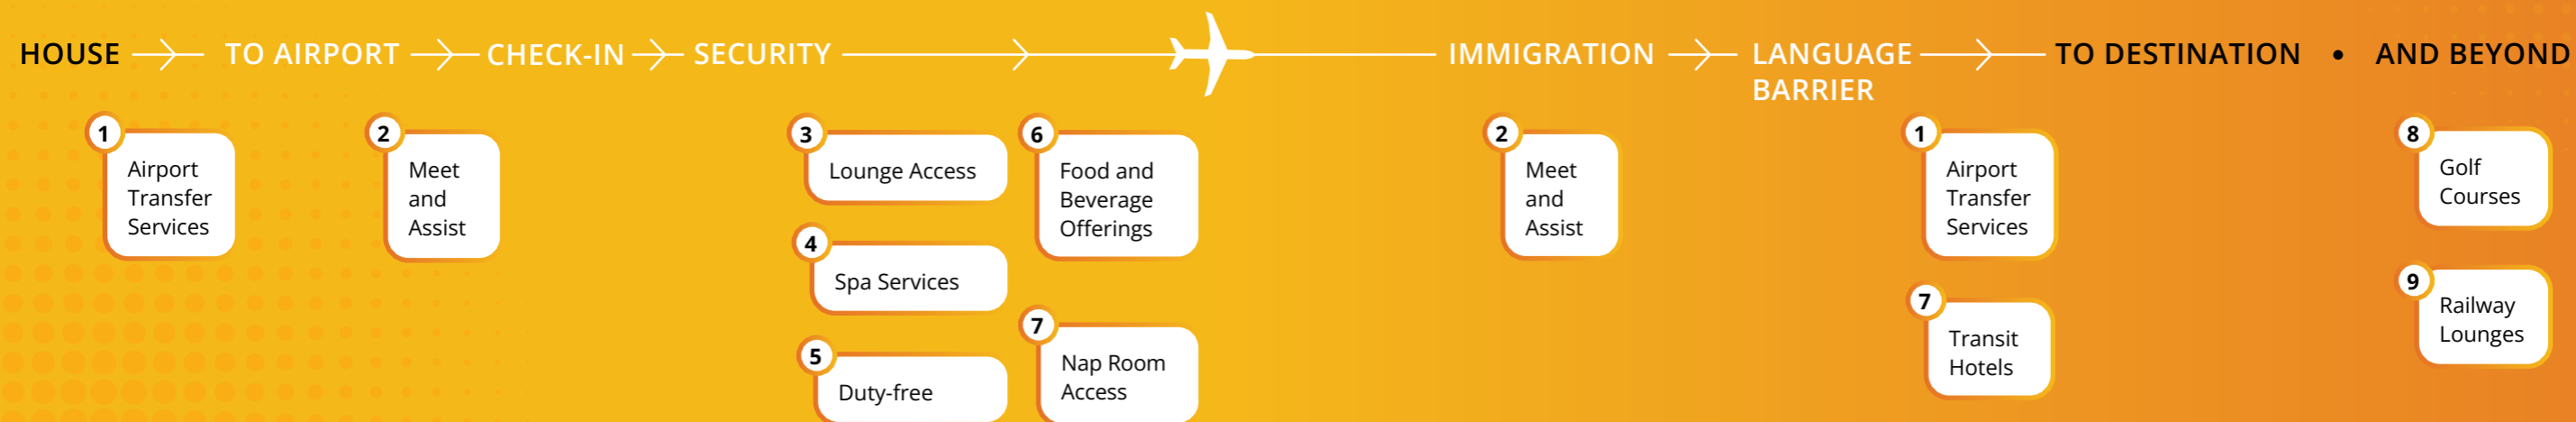 HOUSE
TO AIRPORT
CHECK-IN
SECURITY
IMMIGRATION
LANGUAGE
BARRIER
TO DESTINATION • AND BEYOND
1
Airport
Transfer
Services
2
Meet
and
Assist
3
Lounge Access
4
Spa Services
5
Duty-free
6
Food and
Beverage
Offerings
7
Nap Room
Access
2
Meet
and
Assist
1
Airport
Transfer
Services
7
Transit
Hotels
8
Golf
Courses
9
Railway
Lounges